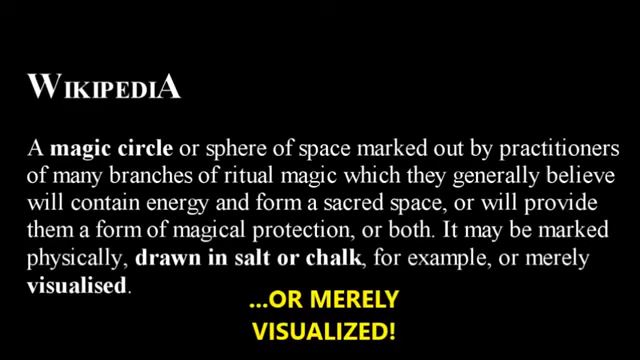 WIKIPEDIA
A magic circle or sphere of space marked out by practitioners
of many branches of ritual magic which they generally believe
will contain energy and form a sacred space, or will provide
them a form of magical protection, or both. It may be marked
physically, drawn in salt or chalk, for example, or merely
visualised.
...OR MERELY
VISUALIZED!